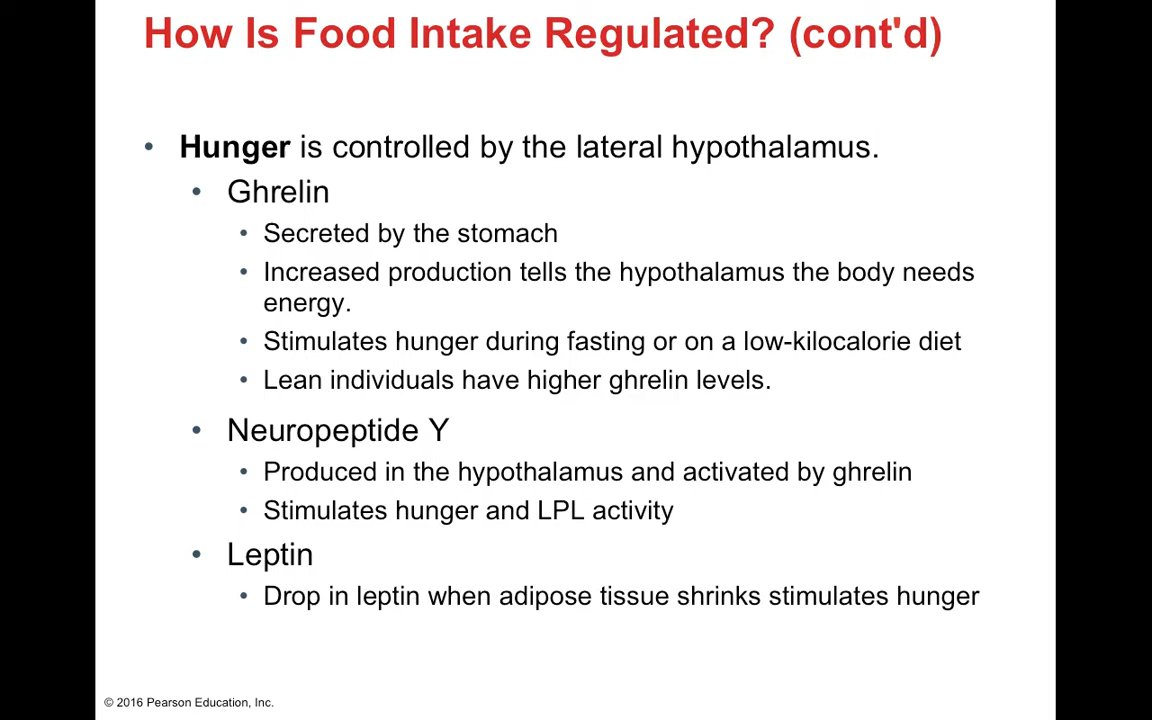 How Is Food Intake Regulated? (cont'd)
• Hunger is controlled by the lateral hypothalamus.
• Ghrelin
• Secreted by the stomach
• Increased production tells the hypothalamus the body needs
energy.
• Stimulates hunger during fasting or on a low-kilocalorie diet
• Lean individuals have higher ghrelin levels.
• Neuropeptide Y
• Produced in the hypothalamus and activated by ghrelin
• Stimulates hunger and LPL activity
• Leptin
• Drop in leptin when adipose tissue shrinks stimulates hunger
© 2016 Pearson Education, Inc.